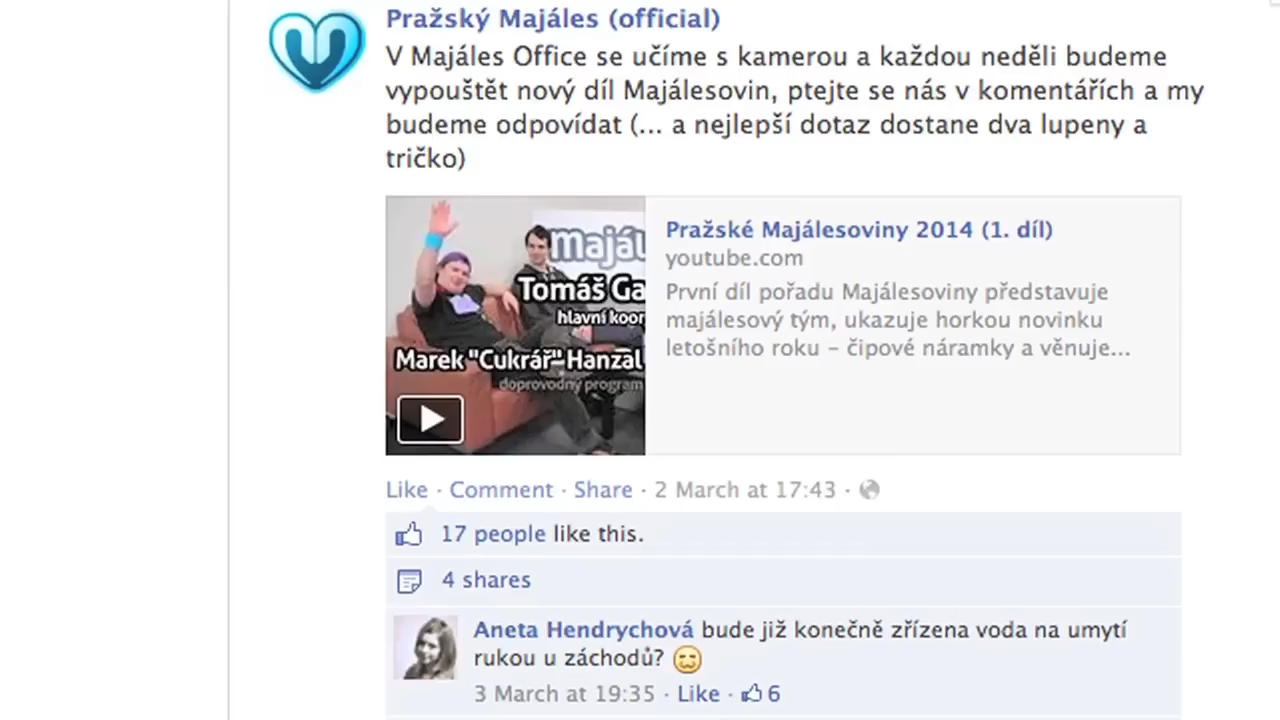 Pražský Majáles (official)
V Majáles Office se učíme s kamerou a každou neděli budeme
vypouštět nový díl Majálesovin, ptejte se nás v komentářích a my
budeme odpovídat (... a nejlepší dotaz dostane dva lupeny a
tričko)
majál
Tomáš Ga
hlavní koor
Marek "Cukrář" Hanzal
doprovodný program
Pražské Majálesoviny 2014 (1. díl)
youtube.com
První díl pořadu Majálesoviny představuje
majálesový tým, ukazuje horkou novinku
letošního roku – čipové náramky a věnuje...
Like · Comment · Share · 2 March at 17:43 ·
17 people like this.
4 shares
Aneta Hendrychová bude již konečně zřízena voda na umytí
rukou u záchodů?
3 March at 19:35 · Like · 6